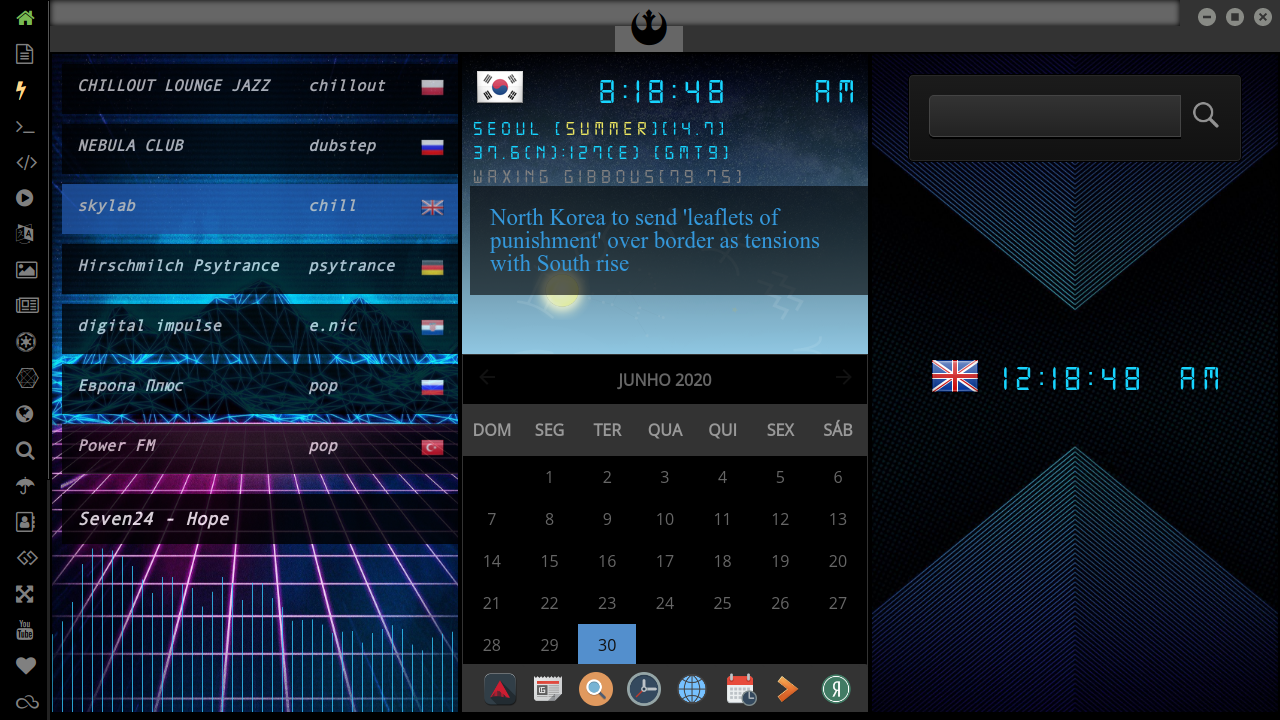 CHILLOUT LOUNGE JAZZ chillout
NEBULA CLUB dubstep
skylab chill
Hirschmilch Psytrance psytrance
digital impulse e.nic
Европа Плюс pop
Power FM pop
Seven24 - Hope
8:18:48 AM
SEOUL [SUMMER][14.7]
37.6(N):127(E) [GMT9]
WAXING GIBBOUS[79.75]
North Korea to send 'leaflets of
punishment' over border as tensions
with South rise
JUNHO 2020
DOM SEG TER QUA QUI SEX SÁB
1 2 3 4 5 6
7 8 9 10 11 12 13
14 15 16 17 18 19 20
21 22 23 24 25 26 27
28 29 30
12:18:48 AM
You
Tube
Я